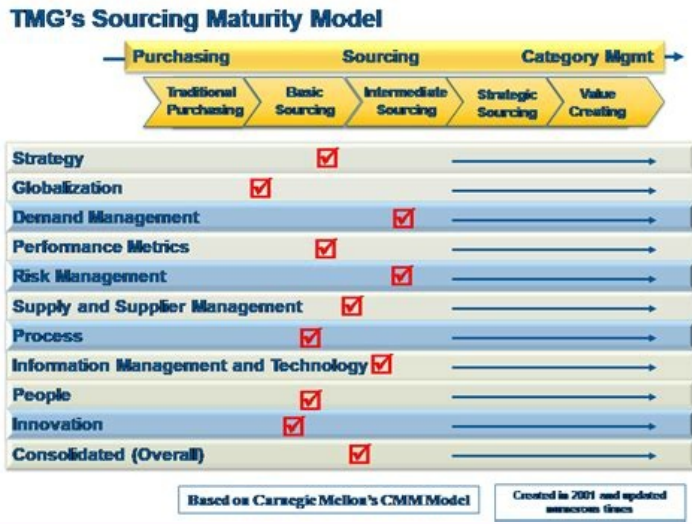 TMG's Sourcing Maturity Model
Purchasing Sourcing Category Mgmt
Traditional Purchasing
Basic Sourcing
Intermediate Sourcing
Strategic Sourcing
Value Creating
Strategy
Globalization
Demand Management
Performance Metrics
Risk Management
Supply and Supplier Management
Process
Information Management and Technology
People
Innovation
Consolidated (Overall)
Based on Carnegie Mellon's CMM Model
Created in 2001 and updated
numerous times